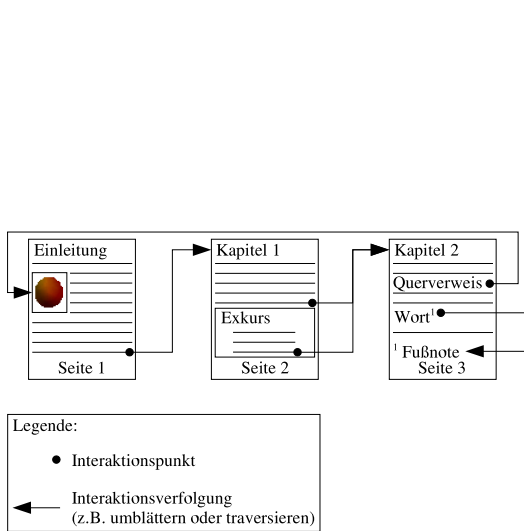 Einleitung
Seite 1
Kapitel 1
Exkurs
Seite 2
Kapitel 2
Querverweis
Wort¹
¹ Fußnote
Seite 3
Legende:
Interaktionspunkt
Interaktionsverfolgung
(z.B. umblättern oder traversieren)